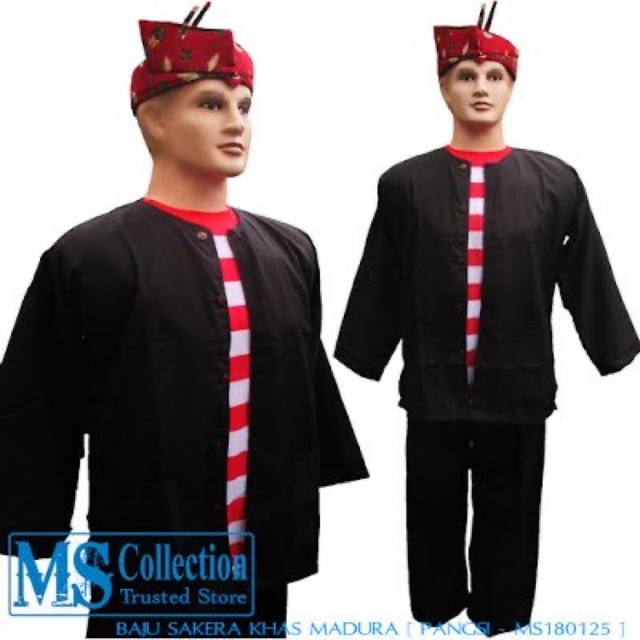 MS Collection
Trusted Store
BAJU SAKERA KHAS MADURA [ PANGSI - MS180125 ]